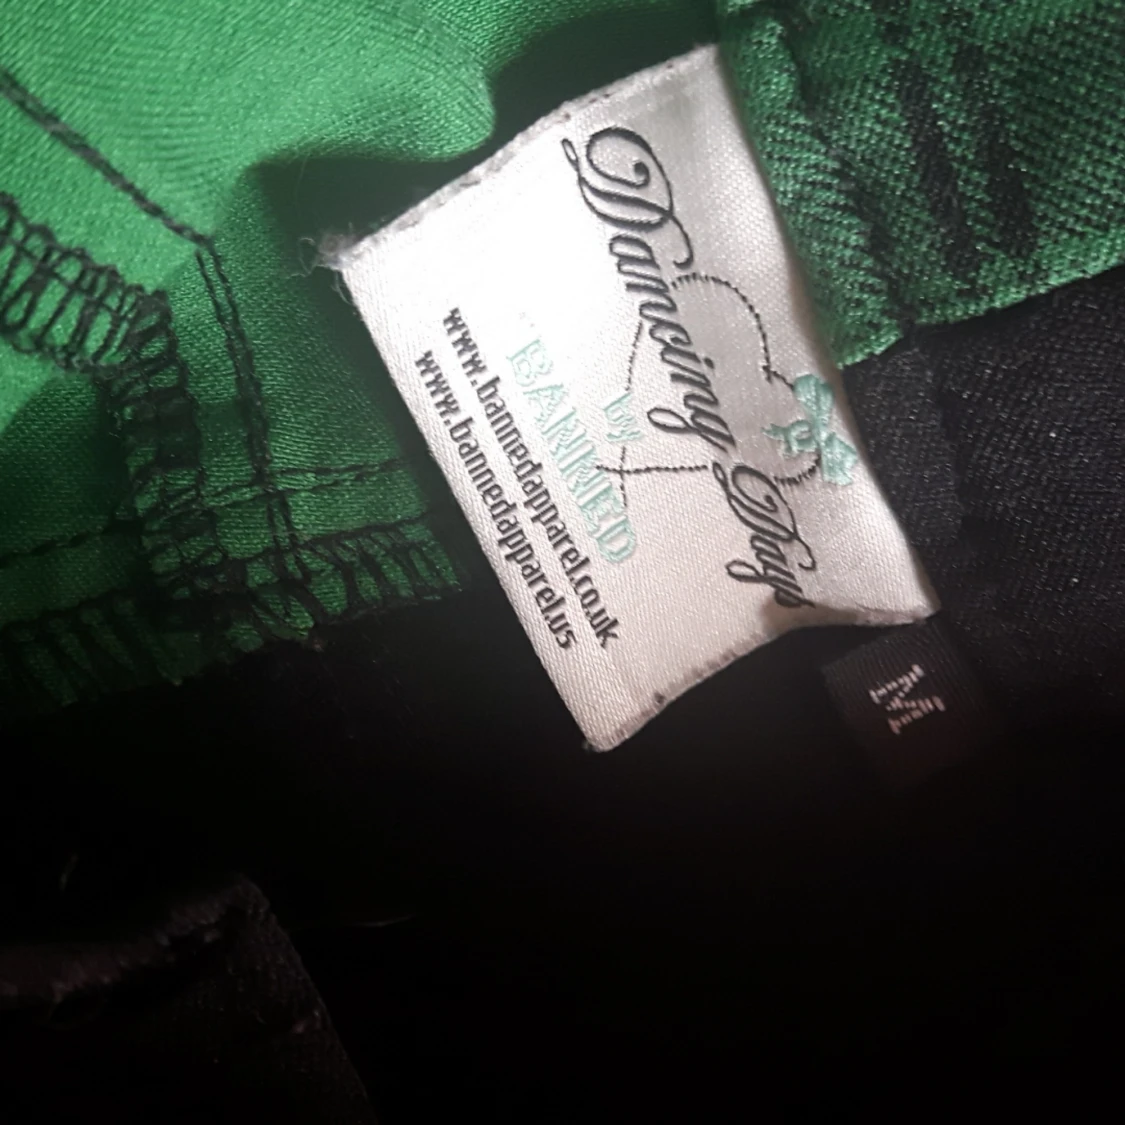 Dancing Days
by
BANNED
www.bannedapparel.co.uk
www.bannedapparel.us